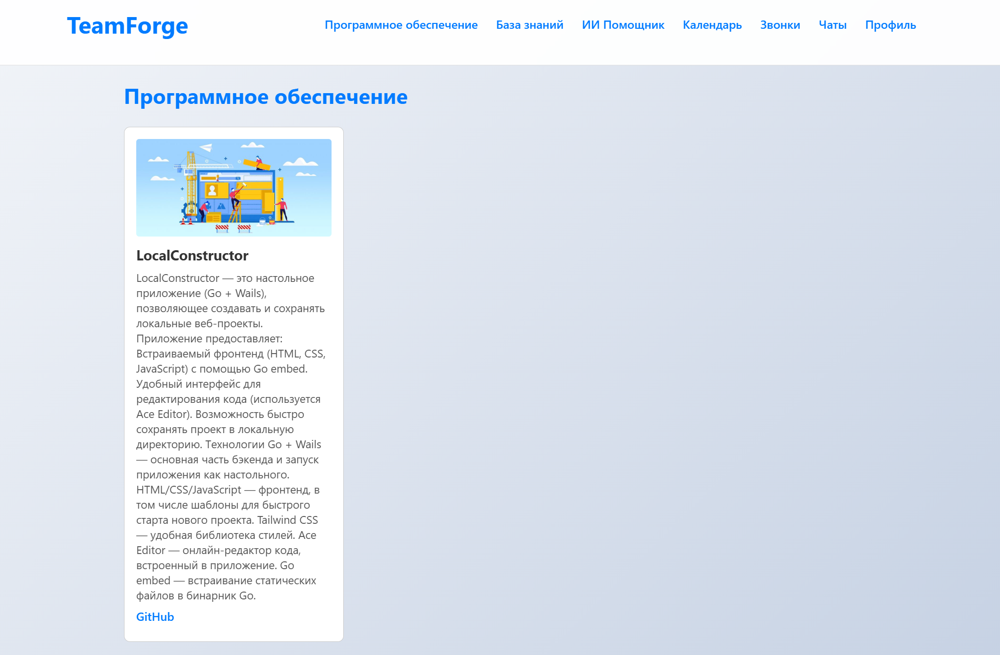 TeamForge
Программное обеспечение База знаний ИИ Помощник Календарь Звонки Чаты Профиль
Программное обеспечение
LocalConstructor
LocalConstructor — это настольное
приложение (Go + Wails),
позволяющее создавать и сохранять
локальные веб-проекты.
Приложение предоставляет:
Встраиваемый фронтенд (HTML, CSS,
JavaScript) с помощью Go embed.
Удобный интерфейс для
редактирования кода (используется
Ace Editor). Возможность быстро
сохранять проект в локальную
директорию. Технологии Go + Wails
— основная часть бэкенда и запуск
приложения как настольного.
HTML/CSS/JavaScript — фронтенд, в
том числе шаблоны для быстрого
старта нового проекта. Tailwind CSS
— удобная библиотека стилей. Ace
Editor — онлайн-редактор кода,
встроенный в приложение. Go
embed — встраивание статических
файлов в бинарник Go.
GitHub